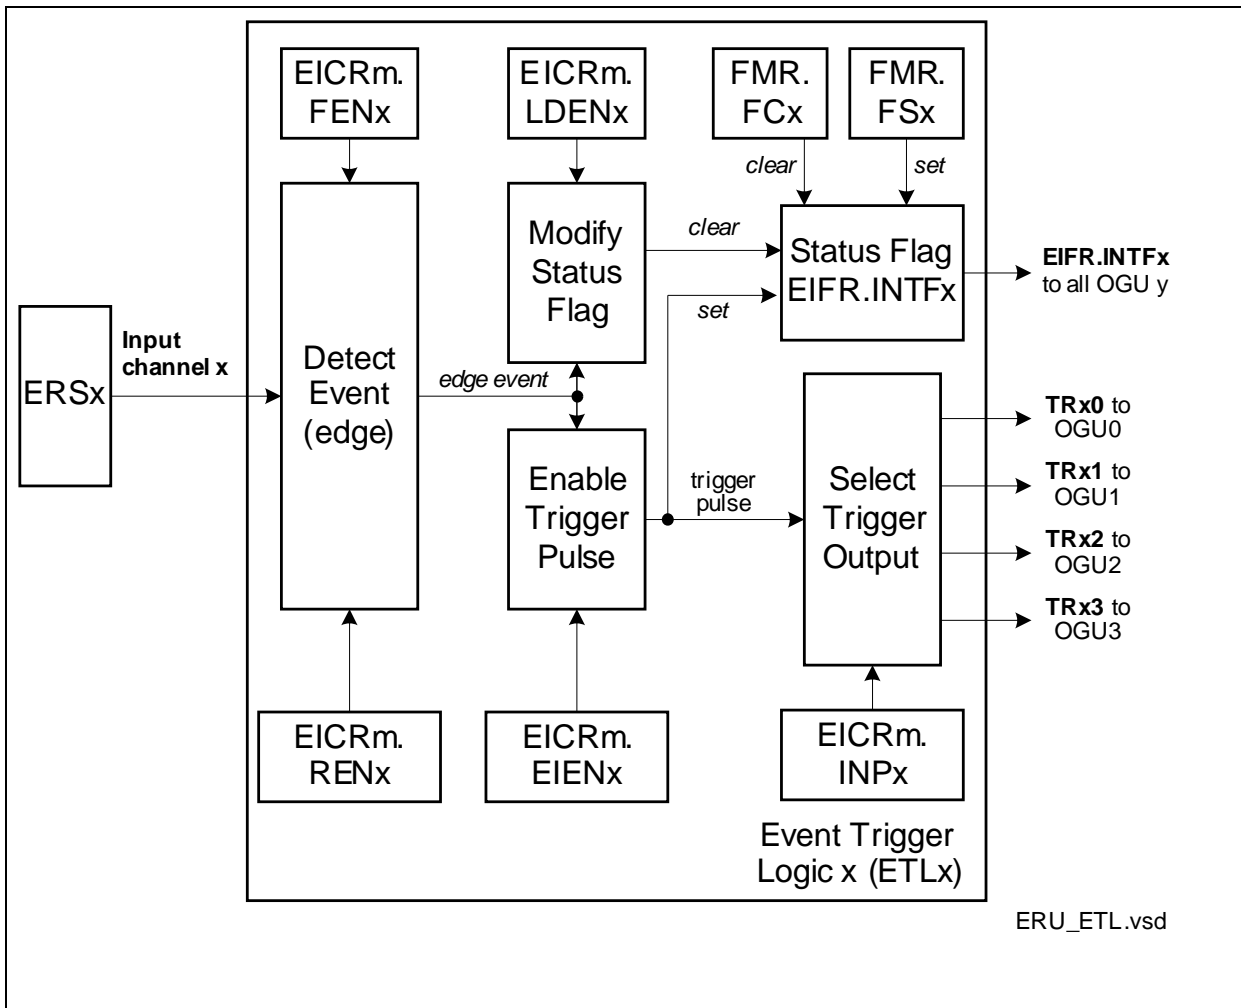 EICRm.
FENx
EICRm.
LDENx
FMR.
FCx
FMR.
FSx
clear
set
Modify
Status
Flag
clear
set
Status Flag
EIFR.INTFx
EIFR.INTFx
to all OGU y
ERSx
Input
channel x
Detect
Event
(edge)
edge event
Enable
Trigger
Pulse
trigger
pulse
Select
Trigger
Output
TRx0 to
OGU0
TRx1 to
OGU1
TRx2 to
OGU2
TRx3 to
OGU3
EICRm.
RENx
EICRm.
EIENx
EICRm.
INPx
Event Trigger
Logic x (ETLx)
ERU_ETL.vsd